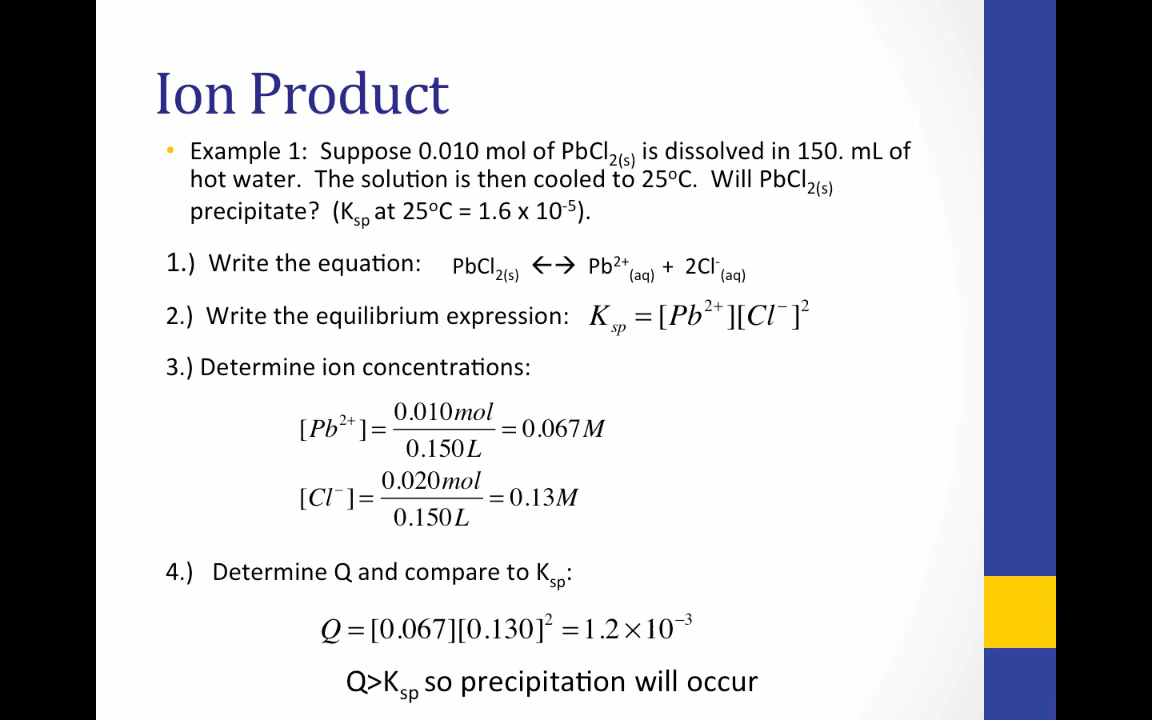 Ion Product
• Example 1: Suppose 0.010 mol of PbCl₂₍ₛ₎ is dissolved in 150. mL of
hot water. The solution is then cooled to 25ᵒC. Will PbCl₂₍ₛ₎
precipitate? (Kₛₚ at 25ᵒC = 1.6 x 10⁻⁵).
1.) Write the equation: PbCl₂₍ₛ₎ ←→ Pb²⁺(aq) + 2Cl⁻(aq)
2.) Write the equilibrium expression: Kₛₚ = [Pb²⁺][Cl⁻]²
3.) Determine ion concentrations:
[Pb²⁺] = 0.010mol / 0.150L = 0.067M
[Cl⁻] = 0.020mol / 0.150L = 0.13M
4.) Determine Q and compare to Kₛₚ:
Q = [0.067][0.130]² = 1.2 × 10⁻³
Q>Kₛₚ so precipitation will occur